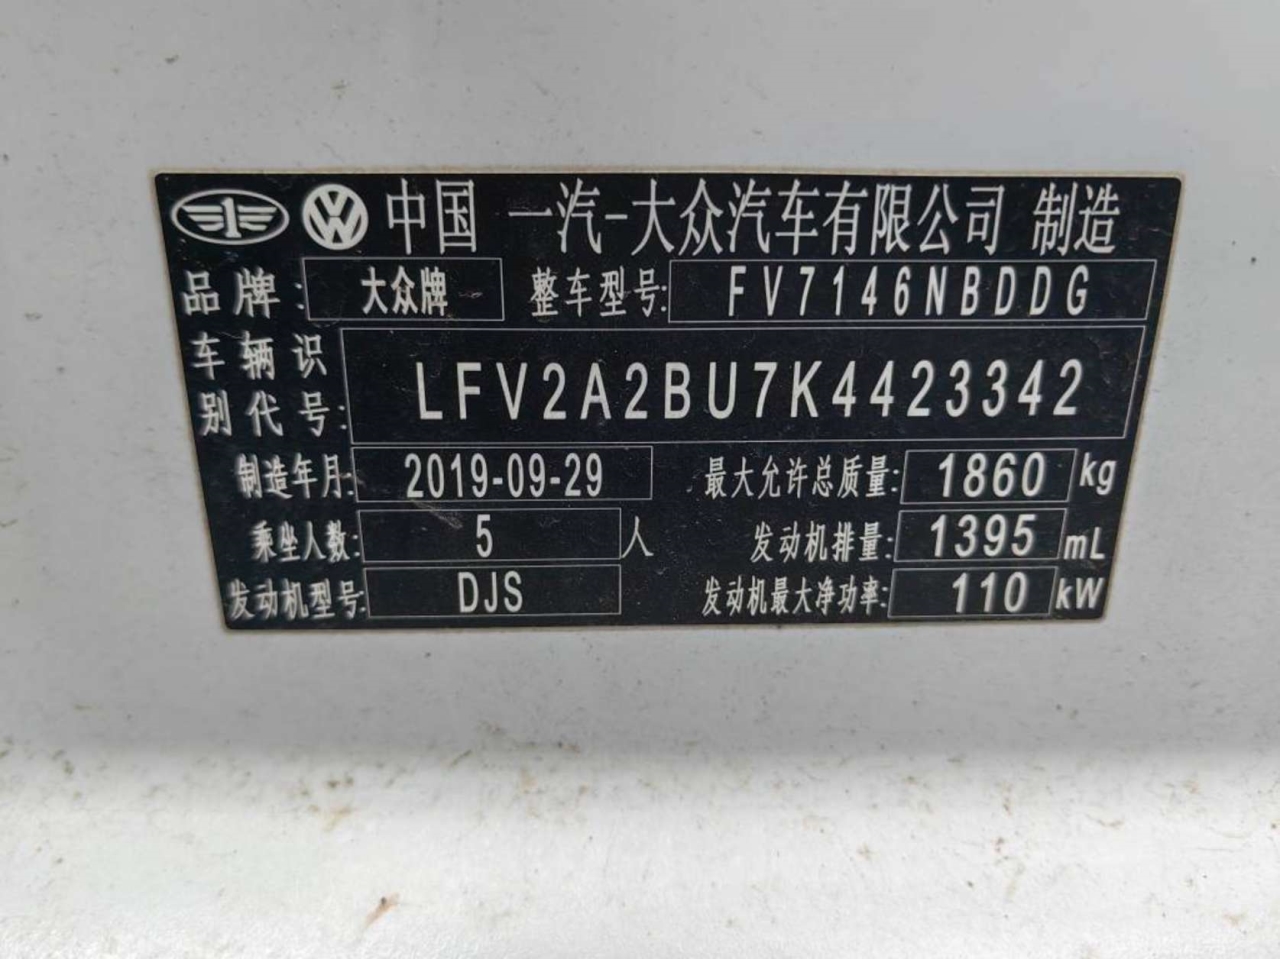 中国 一汽-大众汽车有限公司 制造
品牌: 大众牌 整车型号: FV7146NBDDG
车辆识别代号: LFV2A2BU7K4423342
制造年月: 2019-09-29 最大允许总质量: 1860 kg
乘坐人数: 5 人 发动机排量: 1395 mL
发动机型号: DJS 发动机最大净功率: 110 kW